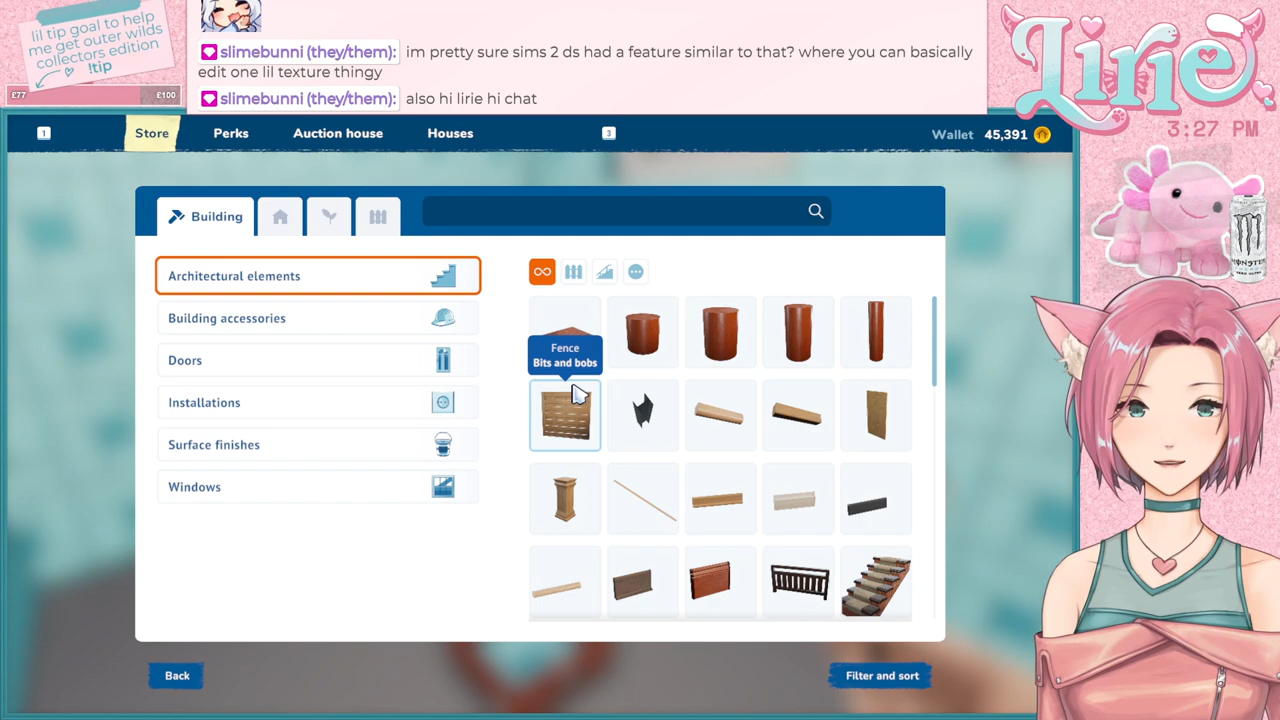 lil tip goal to help
me get outer wilds
collectors edition
!tip
£77
£100
slimebunni (they/them): im pretty sure sims 2 ds had a feature similar to that? where you can basically
edit one lil texture thingy
slimebunni (they/them): also hi lirie hi chat
Lirie
3:27 PM
1
Store
Perks
Auction house
Houses
3
Wallet 45,391
Building
Architectural elements
Building accessories
Doors
Installations
Surface finishes
Windows
Fence
Bits and bobs
Back
Filter and sort
MONSTER